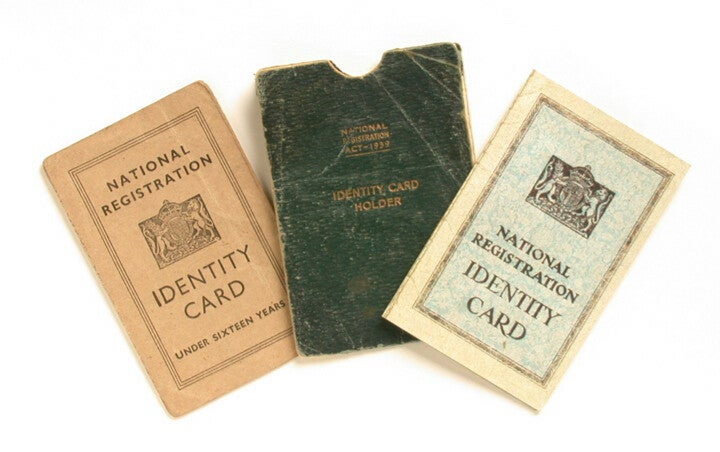 NATIONAL
REGISTRATION
IDENTITY
CARD
UNDER SIXTEEN YEARS
NATIONAL
REGISTRATION
ACT-1939
IDENTITY CARD
HOLDER
NATIONAL
REGISTRATION
IDENTITY
CARD